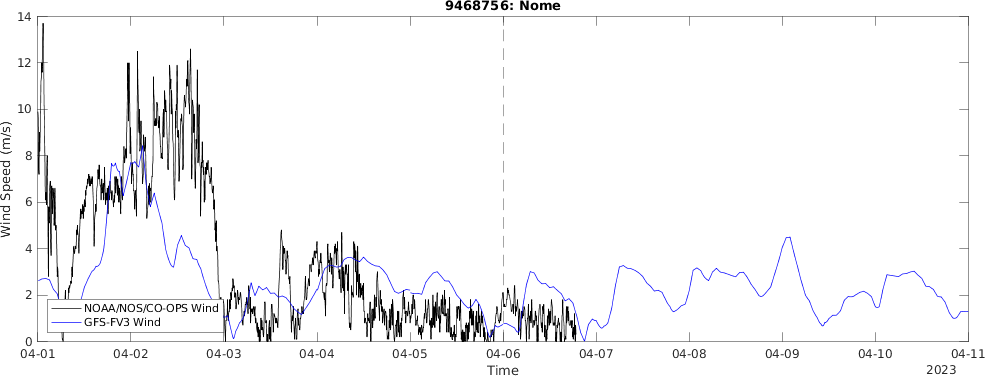 9468756: Nome
Wind Speed (m/s)
14
12
10
8
6
4
2
0
NOAA/NOS/CO-OPS Wind
GFS-FV3 Wind
04-01 04-02 04-03 04-04 04-05 04-06 04-07 04-08 04-09 04-10 04-11
Time
2023